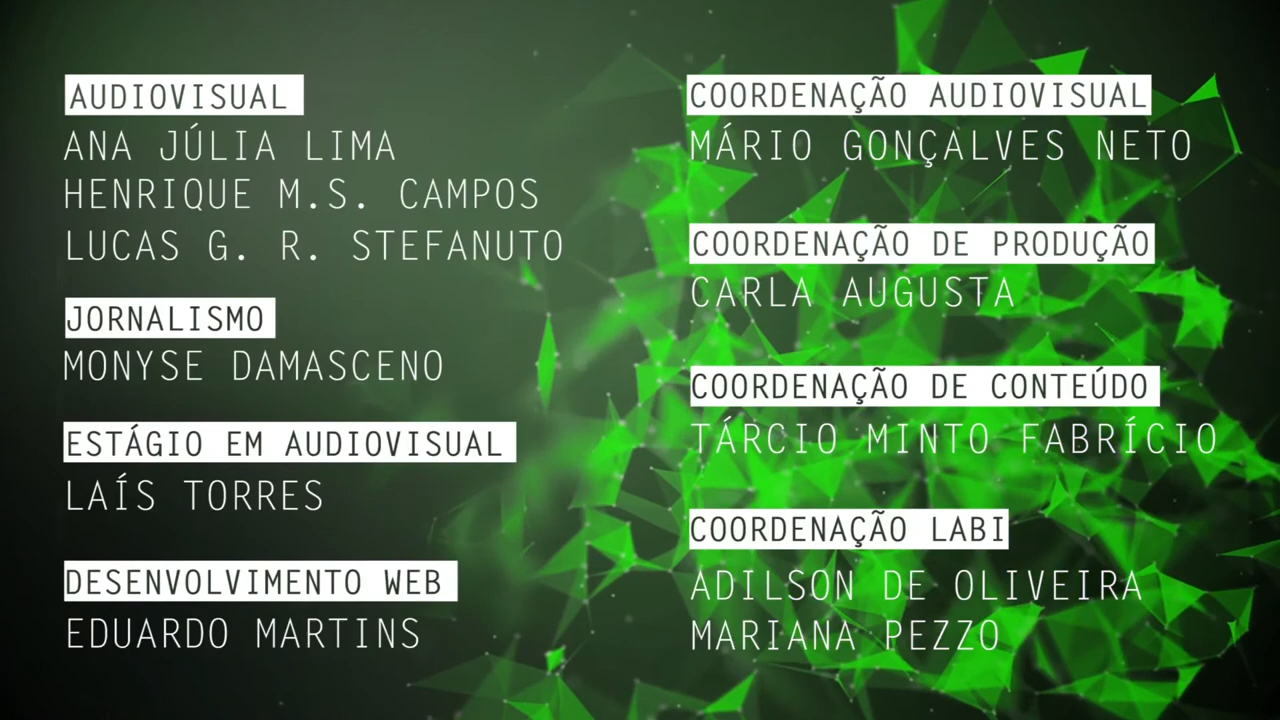 AUDIOVISUAL
ANA JÚLIA LIMA
HENRIQUE M.S. CAMPOS
LUCAS G. R. STEFANUTO
JORNALISMO
MONYSE DAMASCENO
ESTÁGIO EM AUDIOVISUAL
LAÍS TORRES
DESENVOLVIMENTO WEB
EDUARDO MARTINS
COORDENAÇÃO AUDIOVISUAL
MÁRIO GONÇALVES NETO
COORDENAÇÃO DE PRODUÇÃO
CARLA AUGUSTA
COORDENAÇÃO DE CONTEÚDO
TÁRCIO MINTO FABRÍCIO
COORDENAÇÃO LABI
ADILSON DE OLIVEIRA
MARIANA PEZZO